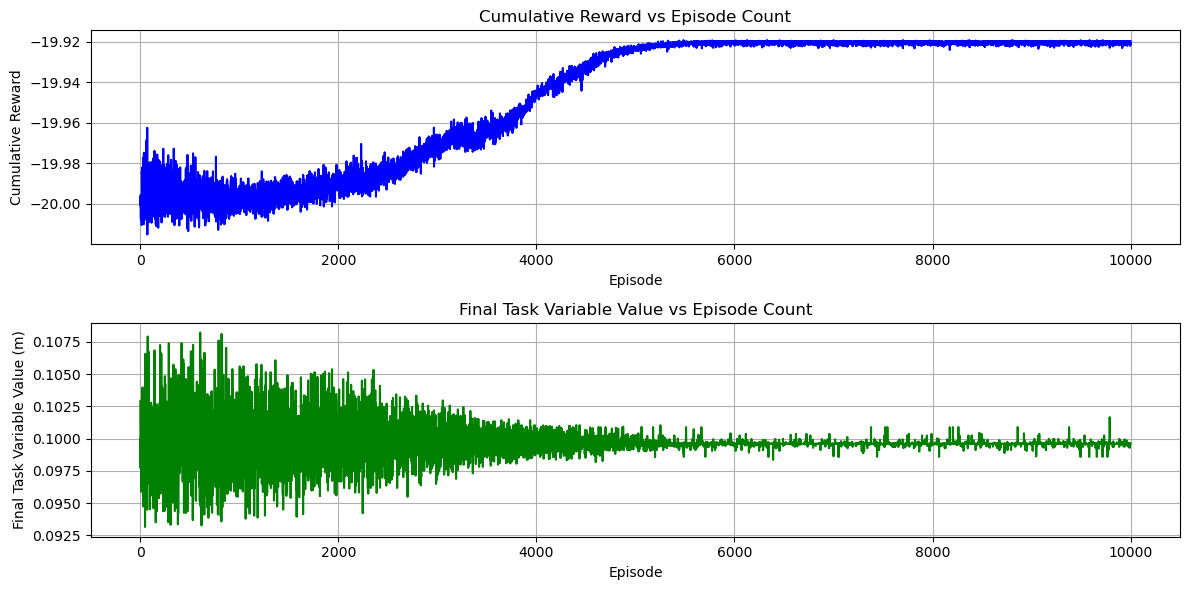 Cumulative Reward vs Episode Count
Cumulative Reward
−19.92
−19.94
−19.96
−19.98
−20.00
0 2000 4000 6000 8000 10000
Episode
Final Task Variable Value vs Episode Count
Final Task Variable Value (m)
0.1075
0.1050
0.1025
0.1000
0.0975
0.0950
0.0925
0 2000 4000 6000 8000 10000
Episode